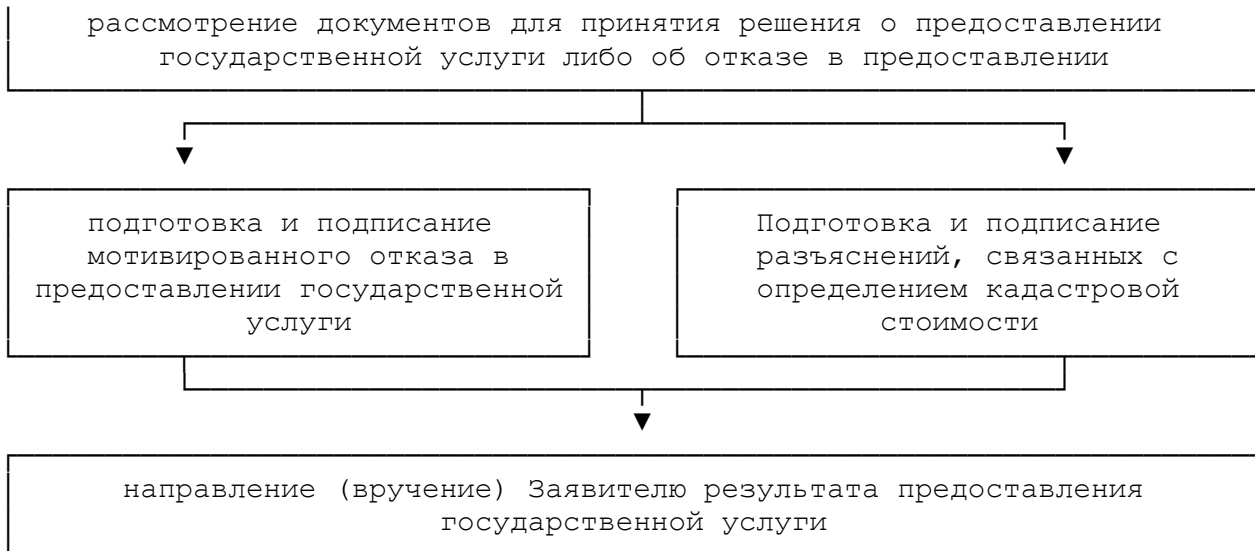 рассмотрение документов для принятия решения о предоставлении
государственной услуги либо об отказе в предоставлении
подготовка и подписание
мотивированного отказа в
предоставлении государственной
услуги
Подготовка и подписание
разъяснений, связанных с
определением кадастровой
стоимости
направление (вручение) Заявителю результата предоставления
государственной услуги